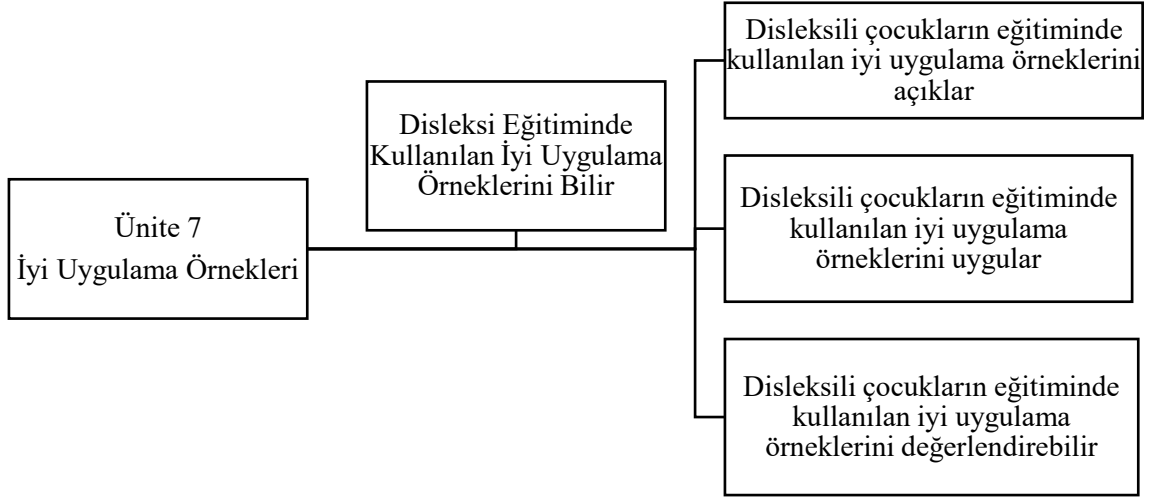 Ünite 7
İyi Uygulama Örnekleri
Disleksi Eğitiminde
Kullanılan İyi Uygulama
Örneklerini Bilir
Disleksili çocukların eğitiminde
kullanılan iyi uygulama örneklerini
açıklar
Disleksili çocukların eğitiminde
kullanılan iyi uygulama
örneklerini uygular
Disleksili çocukların eğitiminde
kullanılan iyi uygulama
örneklerini değerlendirebilir